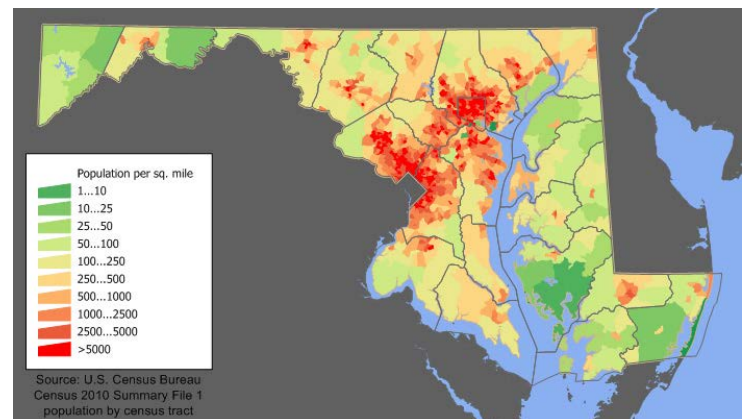 Population per sq. mile
1...10
10...25
25...50
50...100
100...250
250...500
500...1000
1000...2500
2500...5000
>5000
Source: U.S. Census Bureau
Census 2010 Summary File 1
population by census tract